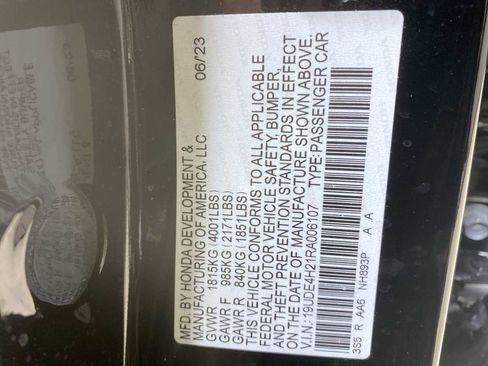 MFD. BY HONDA DEVELOPMENT & 06/23
MANUFACTURING OF AMERICA, LLC
GVWR 1815KG(4001LBS)
GAWR F 985KG(2171LBS)
GAWR R 840KG(1851LBS)
THIS VEHICLE CONFORMS TO ALL APPLICABLE
FEDERAL MOTOR VEHICLE SAFETY, BUMPER,
AND THEFT PREVENTION STANDARDS IN EFFECT
ON THE DATE OF MANUFACTURE SHOWN ABOVE.
V.I.N:19UDE4H21RA006107 TYPE:PASSENGER CAR
3S5 R AA6 NH893P A A